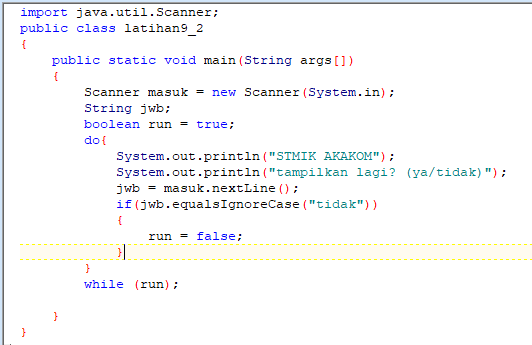 import java.util.Scanner;
public class latihan9_2
{
    public static void main(String args[])
    {
        Scanner masuk = new Scanner(System.in);
        String jwb;
        boolean run = true;
        do{
            System.out.println("STMIK AKAKOM");
            System.out.println("tampilkan lagi? (ya/tidak)");
            jwb = masuk.nextLine();
            if(jwb.equalsIgnoreCase("tidak"))
            {
                run = false;
            }
        }
        while (run);
    }
}